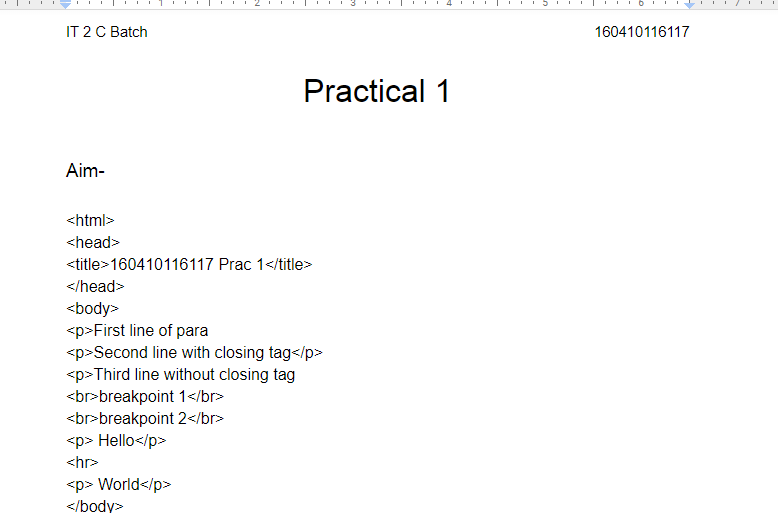 1 2 3 4 5 6 7
IT 2 C Batch 160410116117
Practical 1
Aim-
<html>
<head>
<title>160410116117 Prac 1</title>
</head>
<body>
<p>First line of para
<p>Second line with closing tag</p>
<p>Third line without closing tag
<br>breakpoint 1</br>
<br>breakpoint 2</br>
<p> Hello</p>
<hr>
<p> World</p>
</body>